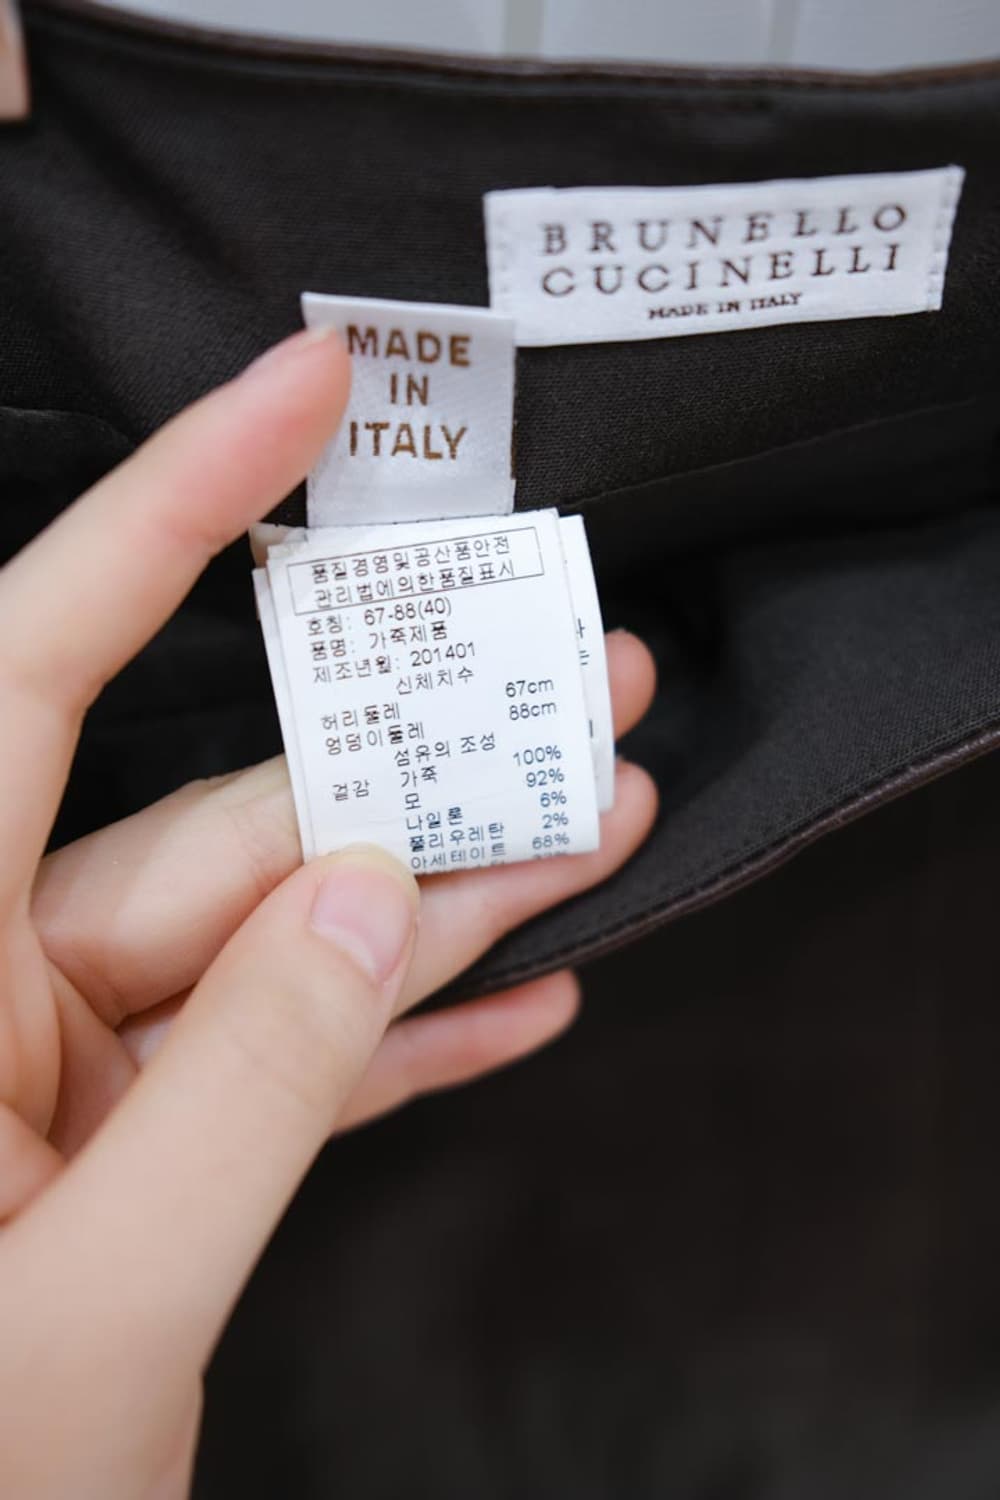 BRUNELLO
CUCINELLI
MADE IN ITALY
MADE
IN
ITALY
품질경영및공산품안전
관리법에의한품질표시
호칭: 67-88(40)
품명: 가죽제품
제조년월: 201401
신체치수
허리둘레 67cm
엉덩이둘레 88cm
섬유의 조성
겉감 가죽 100%
모 92%
나일론 6%
폴리우레탄 2%
아세테이트 68%